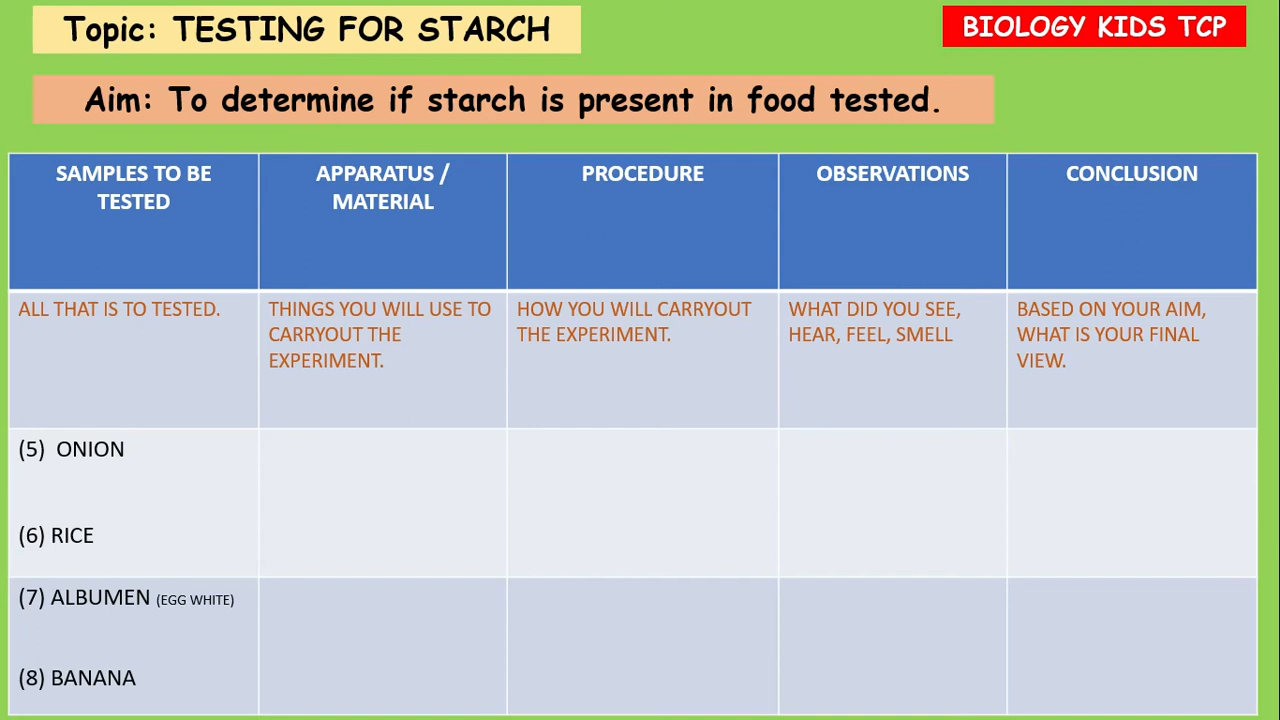 Topic: TESTING FOR STARCH
BIOLOGY KIDS TCP
Aim: To determine if starch is present in food tested.
SAMPLES TO BE
TESTED
APPARATUS /
MATERIAL
PROCEDURE
OBSERVATIONS
CONCLUSION
ALL THAT IS TO TESTED.
THINGS YOU WILL USE TO
CARRYOUT THE
EXPERIMENT.
HOW YOU WILL CARRYOUT
THE EXPERIMENT.
WHAT DID YOU SEE,
HEAR, FEEL, SMELL
BASED ON YOUR AIM,
WHAT IS YOUR FINAL
VIEW.
(5) ONION
(6) RICE
(7) ALBUMEN (EGG WHITE)
(8) BANANA